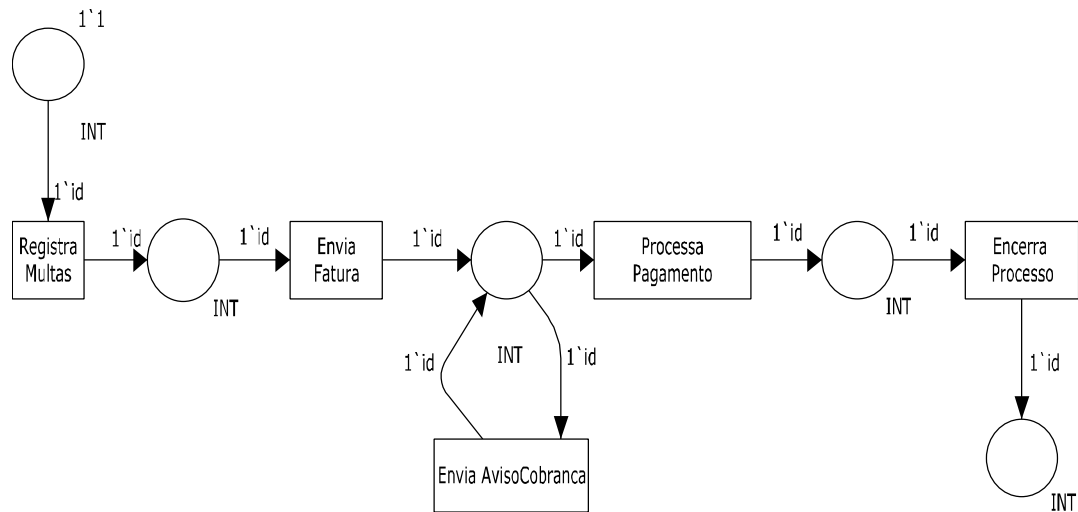 1`1
INT
1`id
Registra
Multas
1`id
INT
1`id
Envia
Fatura
1`id
INT
1`id
Processa
Pagamento
1`id
INT
1`id
Encerra
Processo
1`id
1`id
1`id
Envia AvisoCobranca
INT